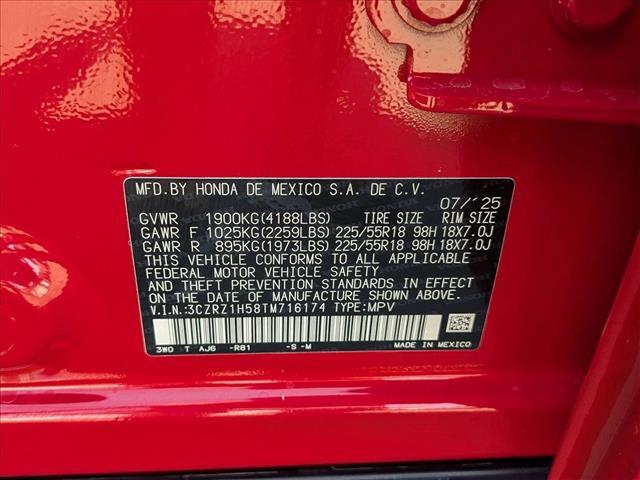 MFD.BY HONDA DE MEXICO S.A. DE C.V.
07/'25
GVWR 1900KG(4188LBS) TIRE SIZE RIM SIZE
GAWR F 1025KG(2259LBS) 225/55R18 98H 18X7.0J
GAWR R 895KG(1973LBS) 225/55R18 98H 18X7.0J
THIS VEHICLE CONFORMS TO ALL APPLICABLE
FEDERAL MOTOR VEHICLE SAFETY
AND THEFT PREVENTION STANDARDS IN EFFECT
ON THE DATE OF MANUFACTURE SHOWN ABOVE.
V.I.N.:3CZRZ1H58TM716174 TYPE:MPV
3W0 T AJ6 -R81 -S -M MADE IN MEXICO